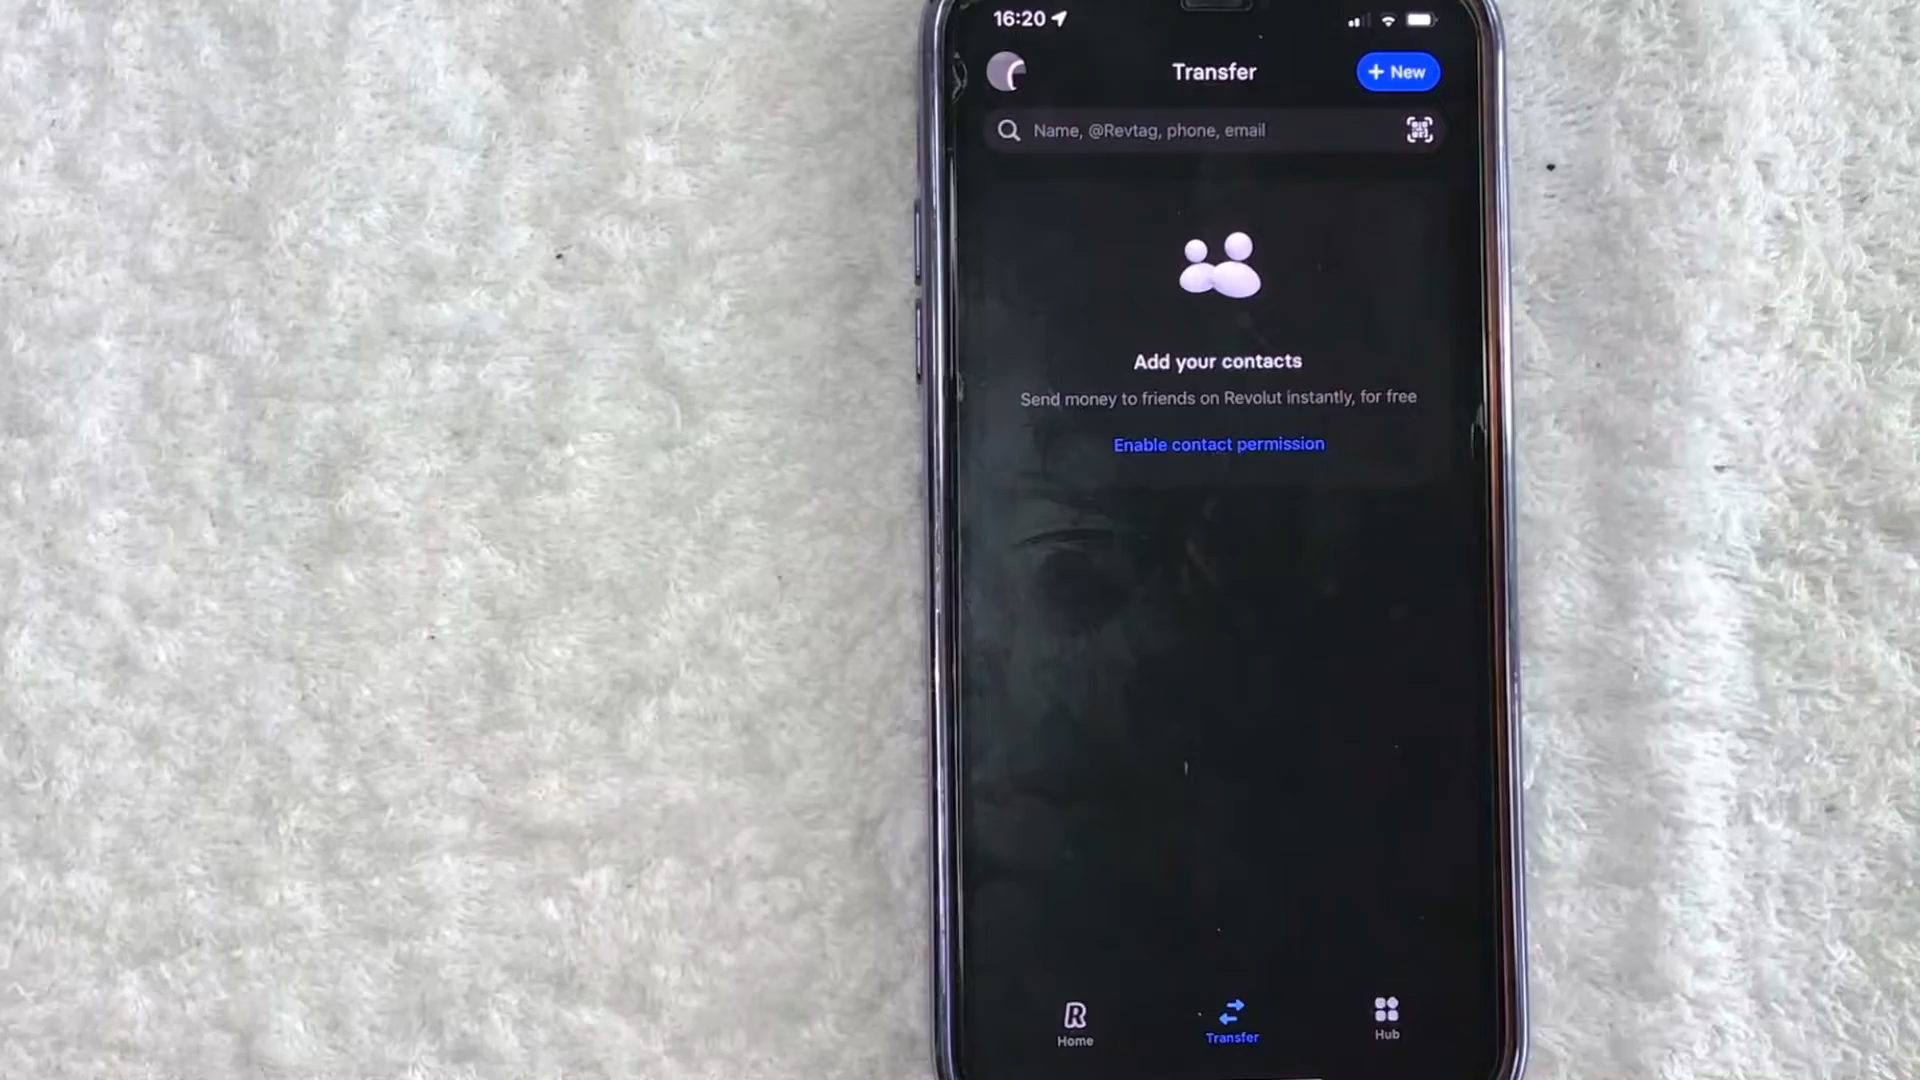 16:20
Transfer
+ New
Name, @Revtag, phone, email
Add your contacts
Send money to friends on Revolut instantly, for free
Enable contact permission
Home
Transfer
Hub